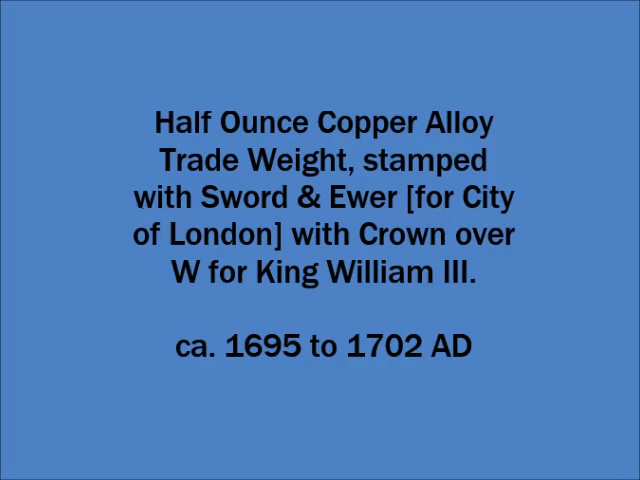 Half Ounce Copper Alloy
Trade Weight, stamped
with Sword & Ewer [for City
of London] with Crown over
W for King William III.
ca. 1695 to 1702 AD